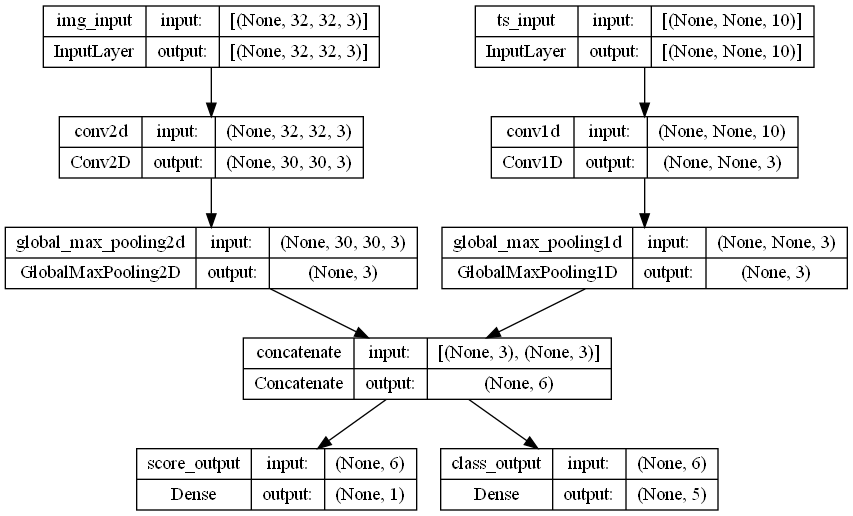 img_input input: [(None, 32, 32, 3)]
InputLayer output: [(None, 32, 32, 3)]
ts_input input: [(None, None, 10)]
InputLayer output: [(None, None, 10)]
conv2d input: (None, 32, 32, 3)
Conv2D output: (None, 30, 30, 3)
conv1d input: (None, None, 10)
Conv1D output: (None, None, 3)
global_max_pooling2d input: (None, 30, 30, 3)
GlobalMaxPooling2D output: (None, 3)
global_max_pooling1d input: (None, None, 3)
GlobalMaxPooling1D output: (None, 3)
concatenate input: [(None, 3), (None, 3)]
Concatenate output: (None, 6)
score_output input: (None, 6)
Dense output: (None, 1)
class_output input: (None, 6)
Dense output: (None, 5)